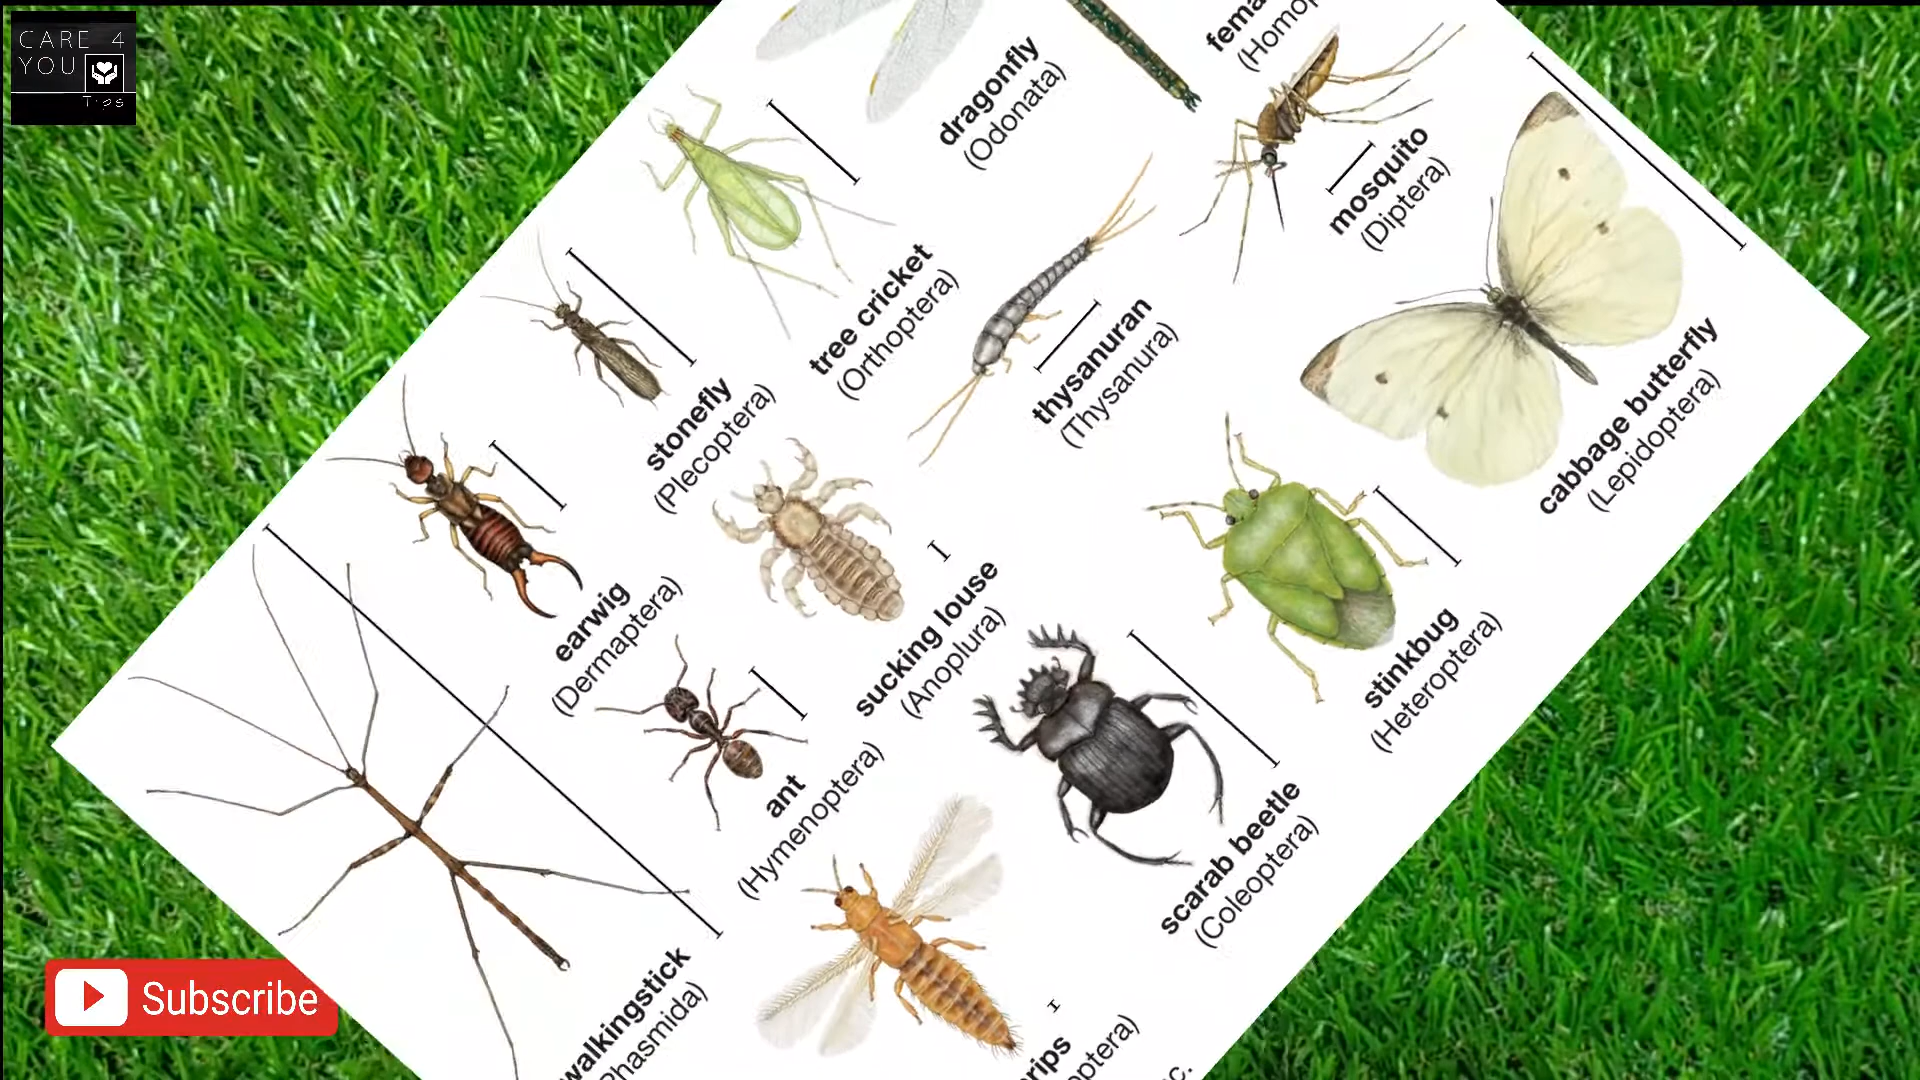 CARE 4
YOU
Tips
dragonfly
(Odonata)
mosquito
(Diptera)
tree cricket
(Orthoptera)
thysanuran
(Thysanura)
cabbage butterfly
(Lepidoptera)
stonefly
(Plecoptera)
earwig
(Dermaptera)
sucking louse
(Anoplura)
stinkbug
(Heteroptera)
ant
(Hymenoptera)
scarab beetle
(Coleoptera)
walkingstick
Subscribe